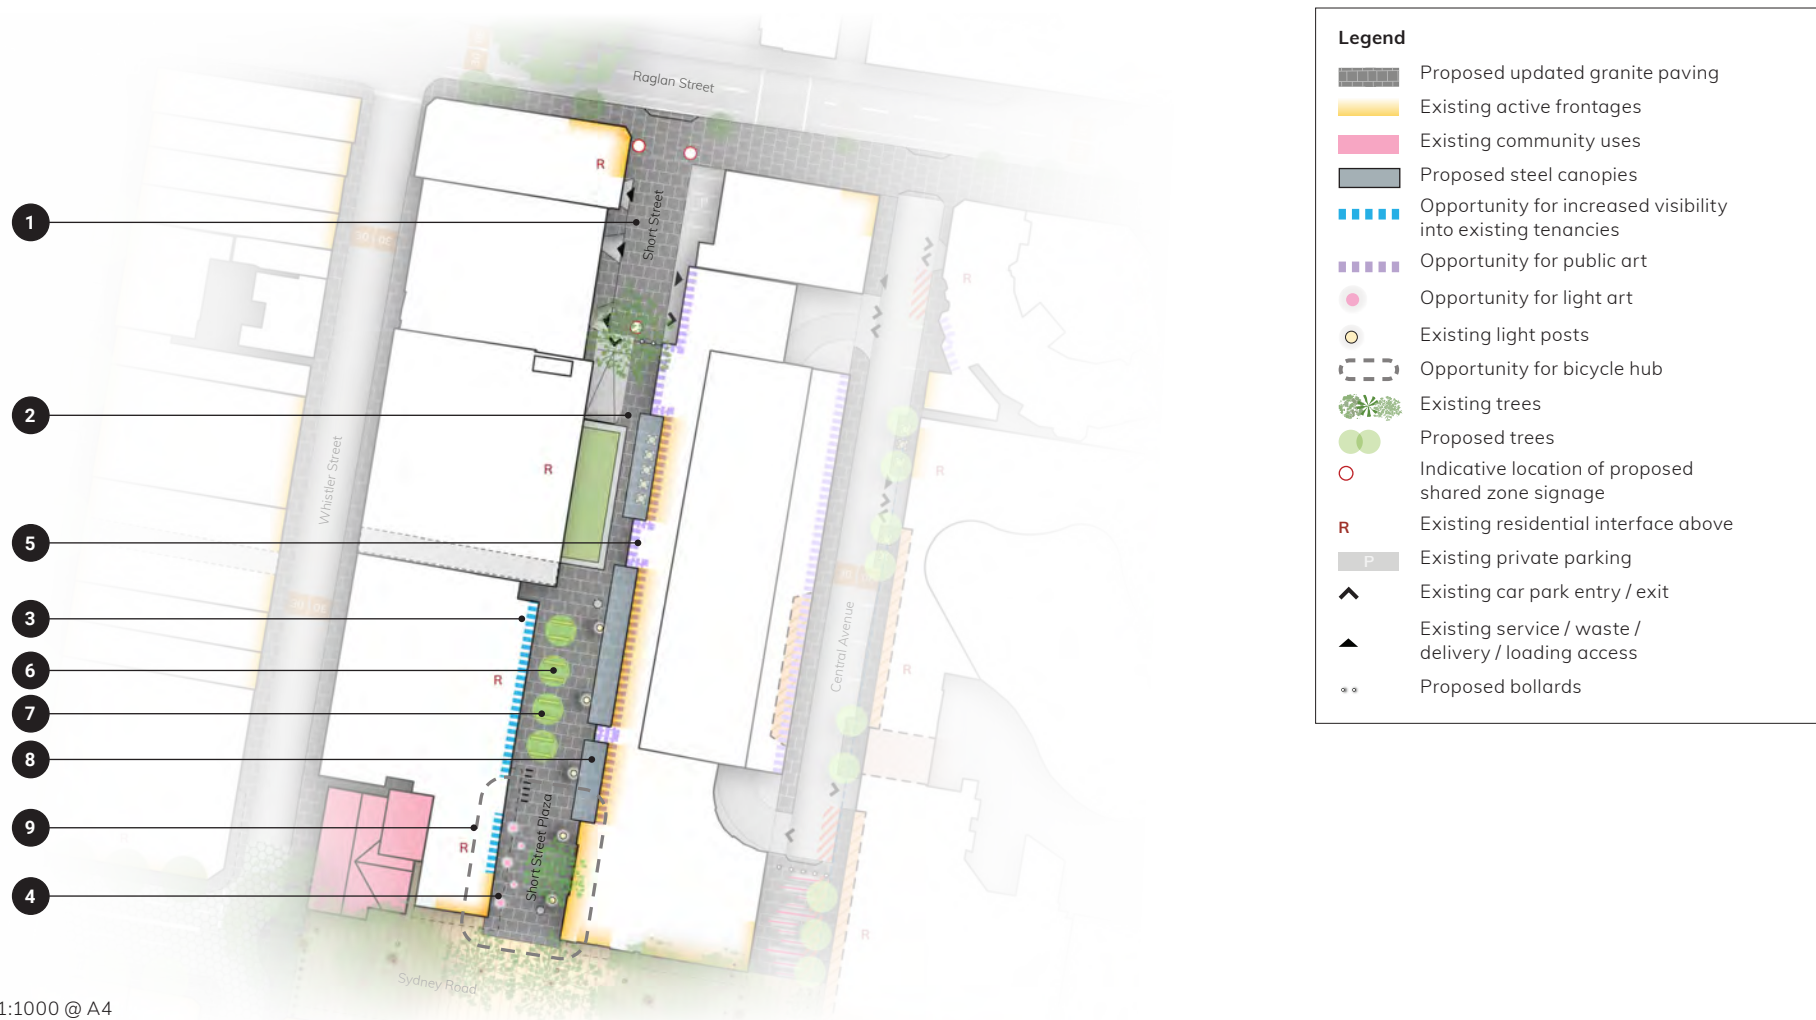 Raglan Street
R
Short Street
1
R
2
Whistler Street
R
R
5
3
Central Avenue
6
R
R
7
8
9
Short Street Plaza
R
4
R
Sydney Road
1:1000 @ A4
Legend
Proposed updated granite paving
Existing active frontages
Existing community uses
Proposed steel canopies
Opportunity for increased visibility
into existing tenancies
Opportunity for public art
Opportunity for light art
Existing light posts
Opportunity for bicycle hub
Existing trees
Proposed trees
Indicative location of proposed
shared zone signage
R
Existing residential interface above
P
Existing private parking
Existing car park entry / exit
Existing service / waste /
delivery / loading access
Proposed bollards